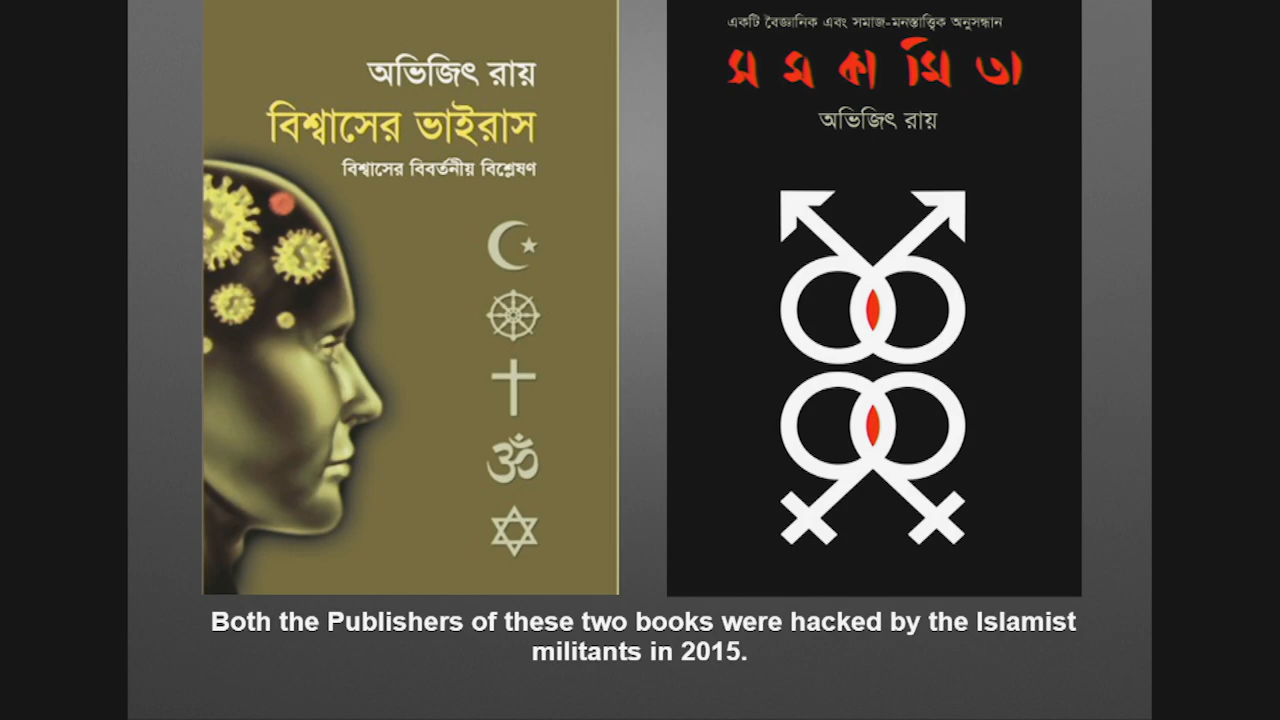 অভিজিৎ রায়
বিশ্বাসের ভাইরাস
বিশ্বাসের বিবর্তনীয় বিশ্লেষণ
একটি বৈজ্ঞানিক এবং সমাজ-মনস্তাত্ত্বিক অনুসন্ধান
সমকামিতা
অভিজিৎ রায়
Both the Publishers of these two books were hacked by the Islamist
militants in 2015.